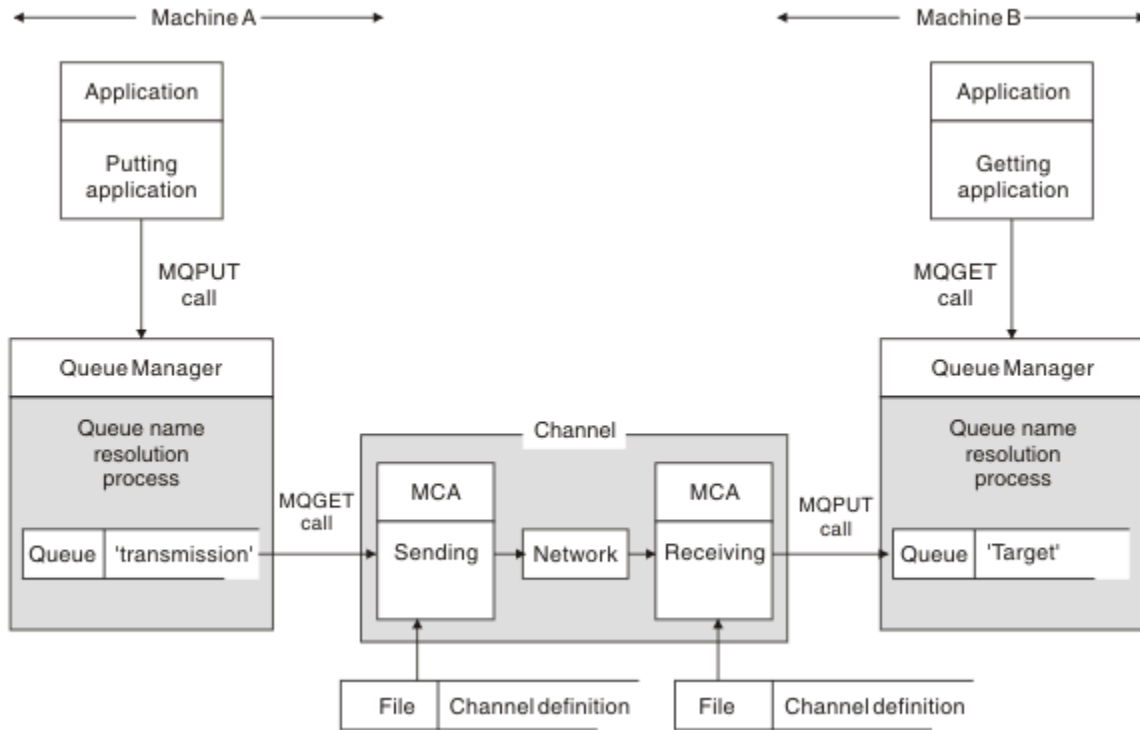 Machine A
Machine B
Application
Putting
application
Application
Getting
application
MQPUT
call
MQGET
call
Queue Manager
Queue name
resolution
process
Queue
'transmission'
MQGET
call
Channel
MCA
Sending
Network
MCA
Receiving
MQPUT
call
Queue Manager
Queue name
resolution
process
Queue
'Target'
File
Channel definition
File
Channel definition